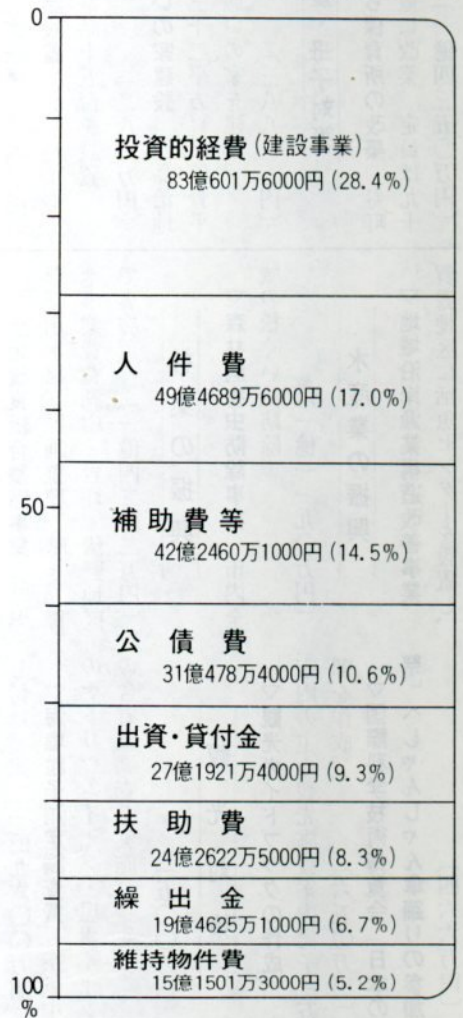 0
投資的経費(建設事業)
83億601万6000円(28.4%)
人件費
49億4689万6000円(17.0%)
50
補助費等
42億2460万1000円(14.5%)
公債費
31億478万4000円(10.6%)
出資・貸付金
27億1921万4000円(9.3%)
扶助費
24億2622万5000円(8.3%)
繰出金
19億4625万1000円(6.7%)
維持物件費
15億1501万3000円(5.2%)
100
%